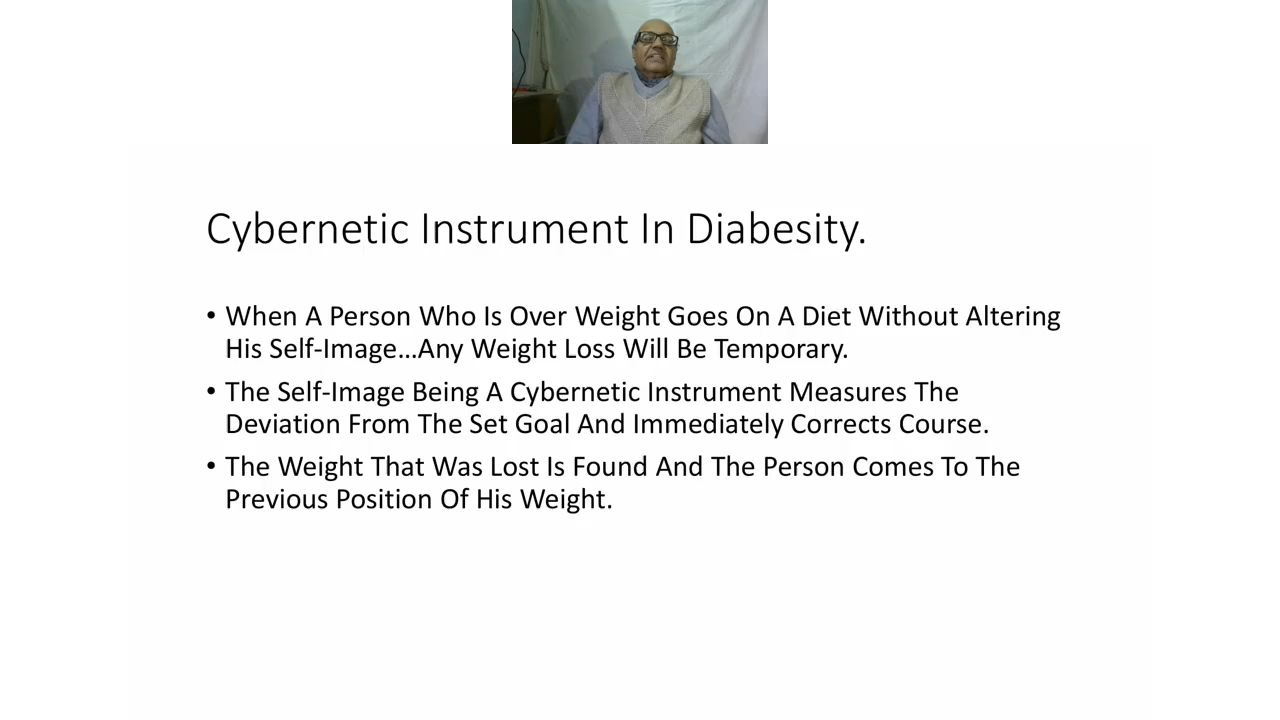 Cybernetic Instrument In Diabesity.
• When A Person Who Is Over Weight Goes On A Diet Without Altering
His Self-Image…Any Weight Loss Will Be Temporary.
• The Self-Image Being A Cybernetic Instrument Measures The
Deviation From The Set Goal And Immediately Corrects Course.
• The Weight That Was Lost Is Found And The Person Comes To The
Previous Position Of His Weight.